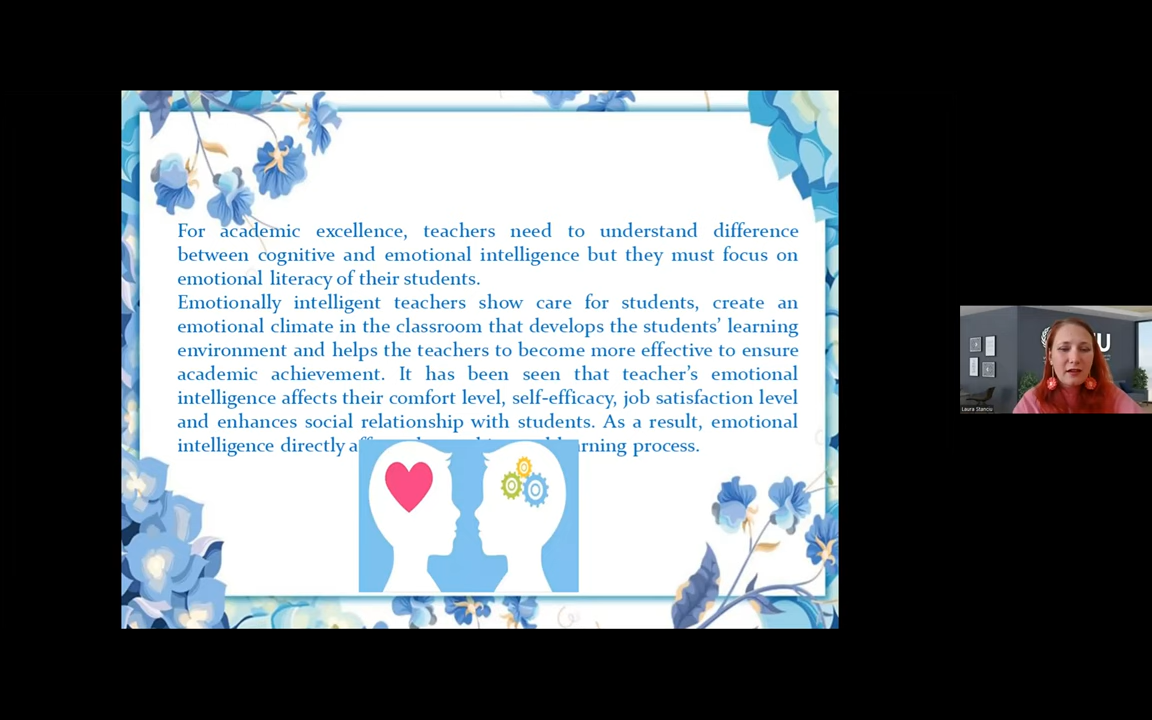 For academic excellence, teachers need to understand difference
between cognitive and emotional intelligence but they must focus on
emotional literacy of their students.
Emotionally intelligent teachers show care for students, create an
emotional climate in the classroom that develops the students’ learning
environment and helps the teachers to become more effective to ensure
academic achievement. It has been seen that teacher’s emotional
intelligence affects their comfort level, self-efficacy, job satisfaction level
and enhances social relationship with students. As a result, emotional
intelligence directly process.
Laura Stanciu